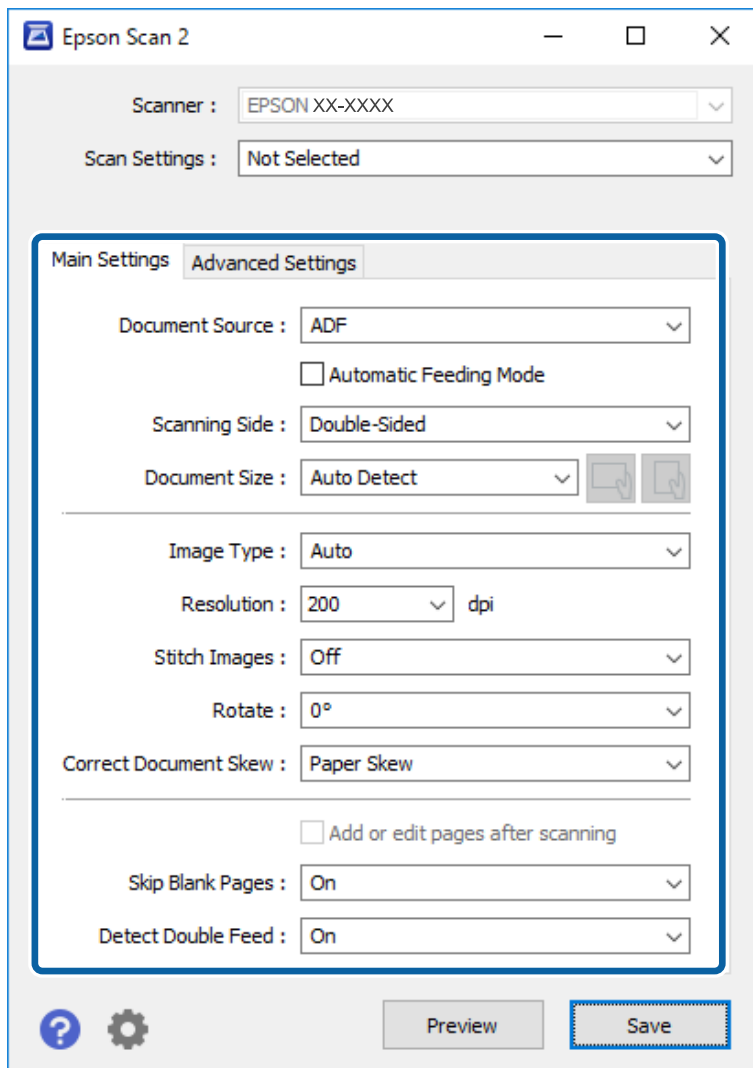 Epson Scan 2
Scanner : EPSON XX-XXXX
Scan Settings : Not Selected
Main Settings Advanced Settings
Document Source : ADF
Automatic Feeding Mode
Scanning Side : Double-Sided
Document Size : Auto Detect
Image Type : Auto
Resolution : 200 dpi
Stitch Images : Off
Rotate : 0°
Correct Document Skew : Paper Skew
Add or edit pages after scanning
Skip Blank Pages : On
Detect Double Feed : On
? Preview Save